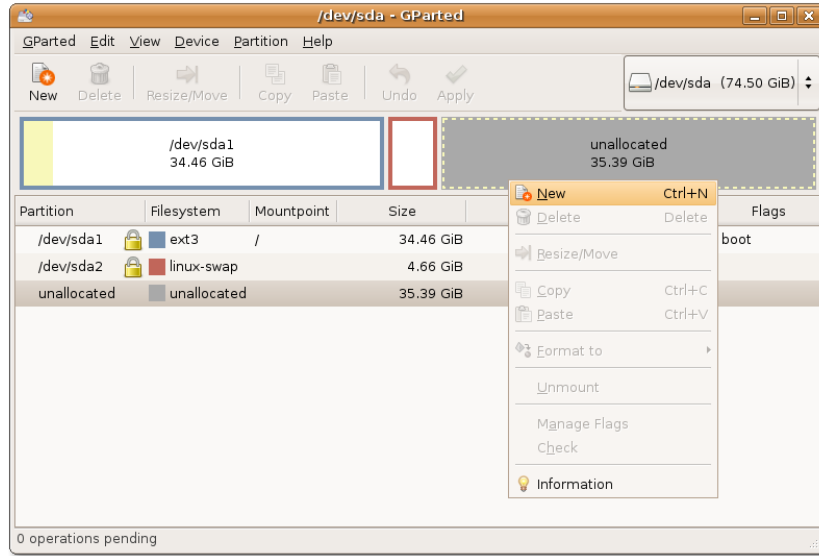 /dev/sda - GParted
GParted Edit View Device Partition Help
New Delete Resize/Move Copy Paste Undo Apply /dev/sda (74.50 GiB)
/dev/sda1
34.46 GiB
unallocated
35.39 GiB
Partition Filesystem Mountpoint Size Flags
/dev/sda1 ext3 / 34.46 GiB boot
/dev/sda2 linux-swap 4.66 GiB
unallocated unallocated 35.39 GiB
New Ctrl+N
Delete Delete
Resize/Move
Copy Ctrl+C
Paste Ctrl+V
Format to
Unmount
Manage Flags
Check
Information
0 operations pending